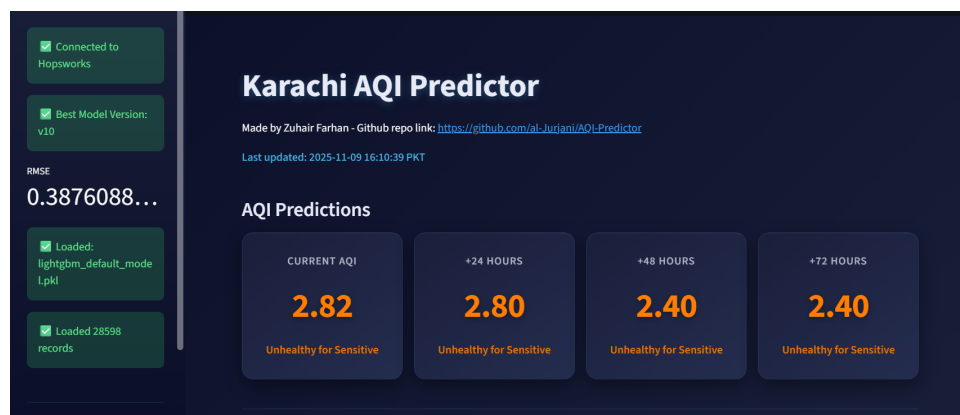 ✅ Connected to
Hopsworks
✅ Best Model Version:
v10
RMSE
0.3876088...
✅ Loaded:
lightgbm_default_mode
l.pkl
✅ Loaded 28598
records
Karachi AQI Predictor
Made by Zuhair Farhan - Github repo link: https://github.com/al-Jurjani/AQI-Predictor
Last updated: 2025-11-09 16:10:39 PKT
AQI Predictions
CURRENT AQI
2.82
Unhealthy for Sensitive
+24 HOURS
2.80
Unhealthy for Sensitive
+48 HOURS
2.40
Unhealthy for Sensitive
+72 HOURS
2.40
Unhealthy for Sensitive